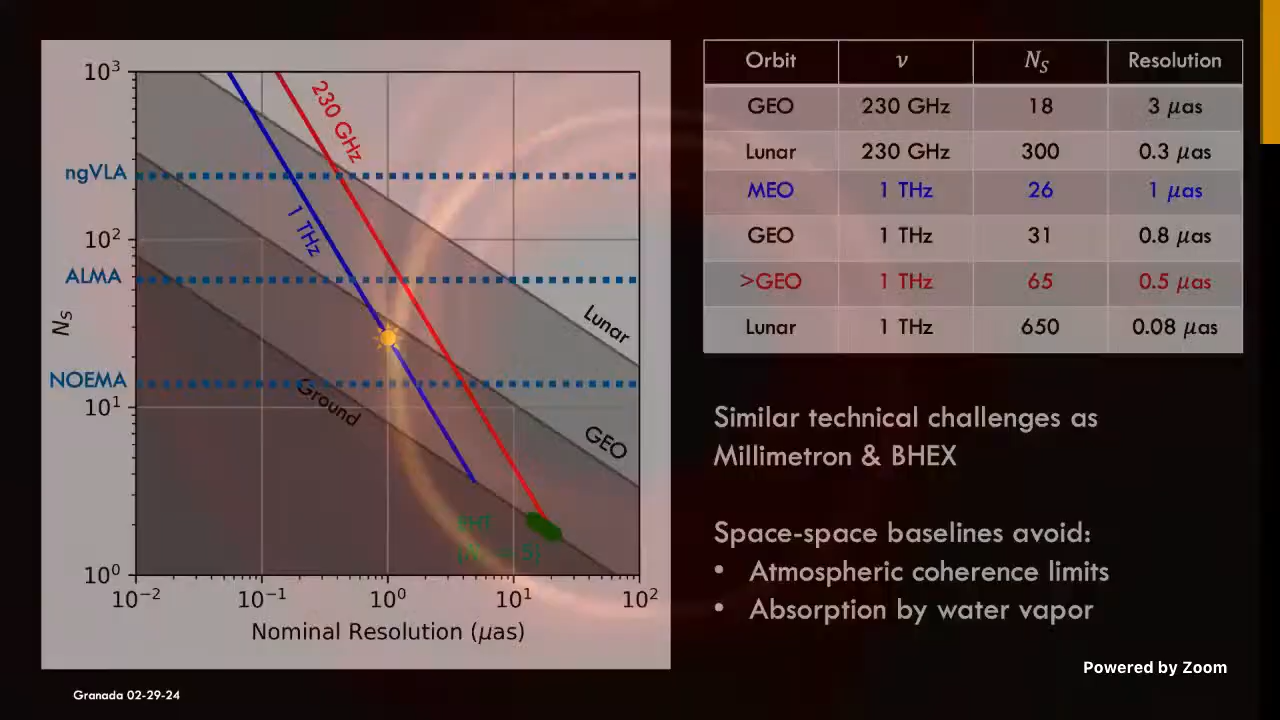 10³
ngVLA
10²
ALMA
N_S
NOEMA
10¹
10⁰
230 GHz
1 THz
Lunar
Ground
GEO
10⁻² 10⁻¹ 10⁰ 10¹ 10²
Nominal Resolution (μas)
Orbit ν N_S Resolution
GEO 230 GHz 18 3 μas
Lunar 230 GHz 300 0.3 μas
MEO 1 THz 26 1 μas
GEO 1 THz 31 0.8 μas
>GEO 1 THz 65 0.5 μas
Lunar 1 THz 650 0.08 μas
Similar technical challenges as
Millimetron & BHEX
Space-space baselines avoid:
• Atmospheric coherence limits
• Absorption by water vapor
Powered by Zoom
Granada 02-29-24